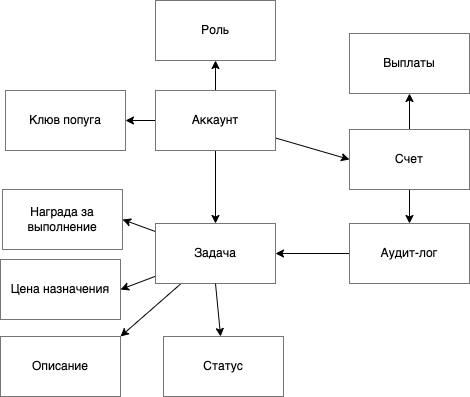 Роль
Выплаты
Клюв попуга
Аккаунт
Счет
Награда за
выполнение
Задача
Аудит-лог
Цена назначения
Описание
Статус